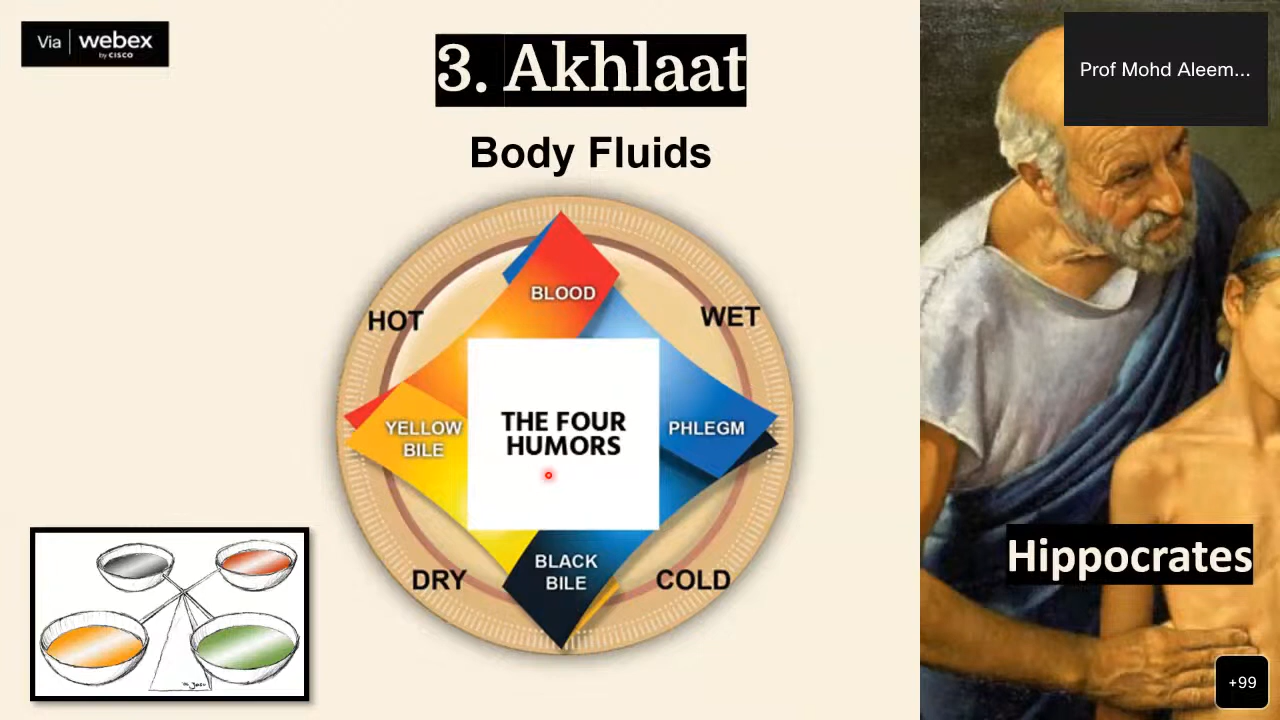 Via webex
by CISCO
3. Akhlaat
Prof Mohd Aleem...
Body Fluids
BLOOD
HOT
WET
THE FOUR
HUMORS
YELLOW
BILE
PHLEGM
BLACK
BILE
DRY
COLD
Hippocrates
+99